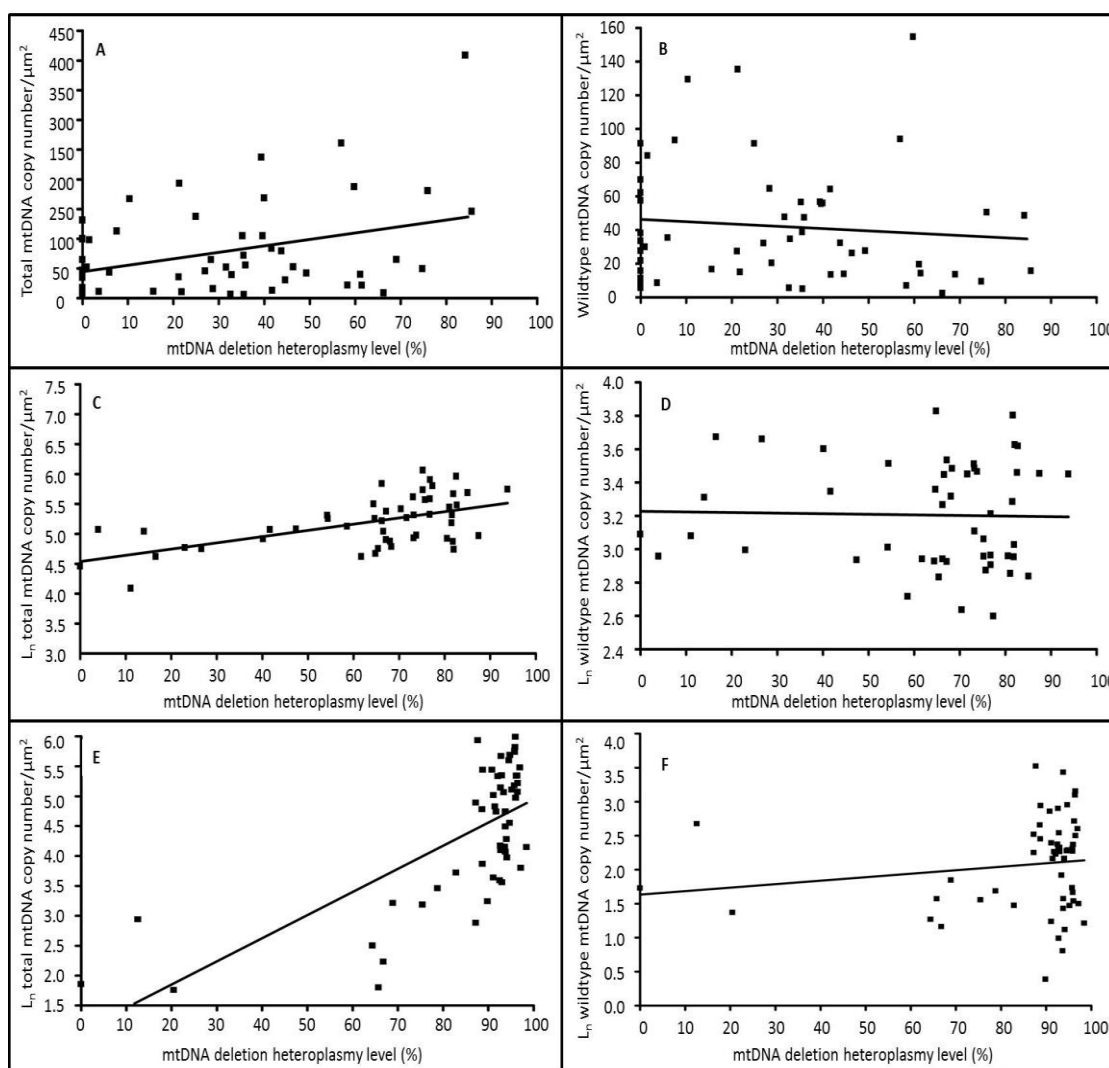 A
Total mtDNA copy number/µm²
450
400
350
400
450
150
200
250
150
100
50
0
0 10 20 30 40 50 60 70 80 90 100
mtDNA deletion heteroplasmy level (%)
B
Wildtype mtDNA copy number/µm²
160
140
120
100
80
60
40
20
0
0 10 20 30 40 50 60 70 80 90 100
mtDNA deletion heteroplasmy level (%)
C
Ln total mtDNA copy number/µm²
7.5
7.0
6.5
6.0
5.5
5.0
4.5
4.0
3.5
3.0
0 10 20 30 40 50 60 70 80 90 100
mtDNA deletion heteroplasmy level (%)
D
Ln wildtype mtDNA copy number/µm²
4.0
3.8
3.6
3.4
3.2
3.0
2.8
2.6
2.4
0 10 20 30 40 50 60 70 80 90 100
mtDNA deletion heteroplasmy level (%)
E
Ln total mtDNA copy number/µm²
6.0
5.5
5.0
4.5
4.0
3.5
3.0
2.5
2.0
1.5
0 10 20 30 40 50 60 70 80 90 100
mtDNA deletion heteroplasmy level (%)
F
Ln wildtype mtDNA copy number/µm²
4.0
3.5
3.0
2.5
2.0
1.5
1.0
0.5
0.0
0 10 20 30 40 50 60 70 80 90 100
mtDNA deletion heteroplasmy level (%)